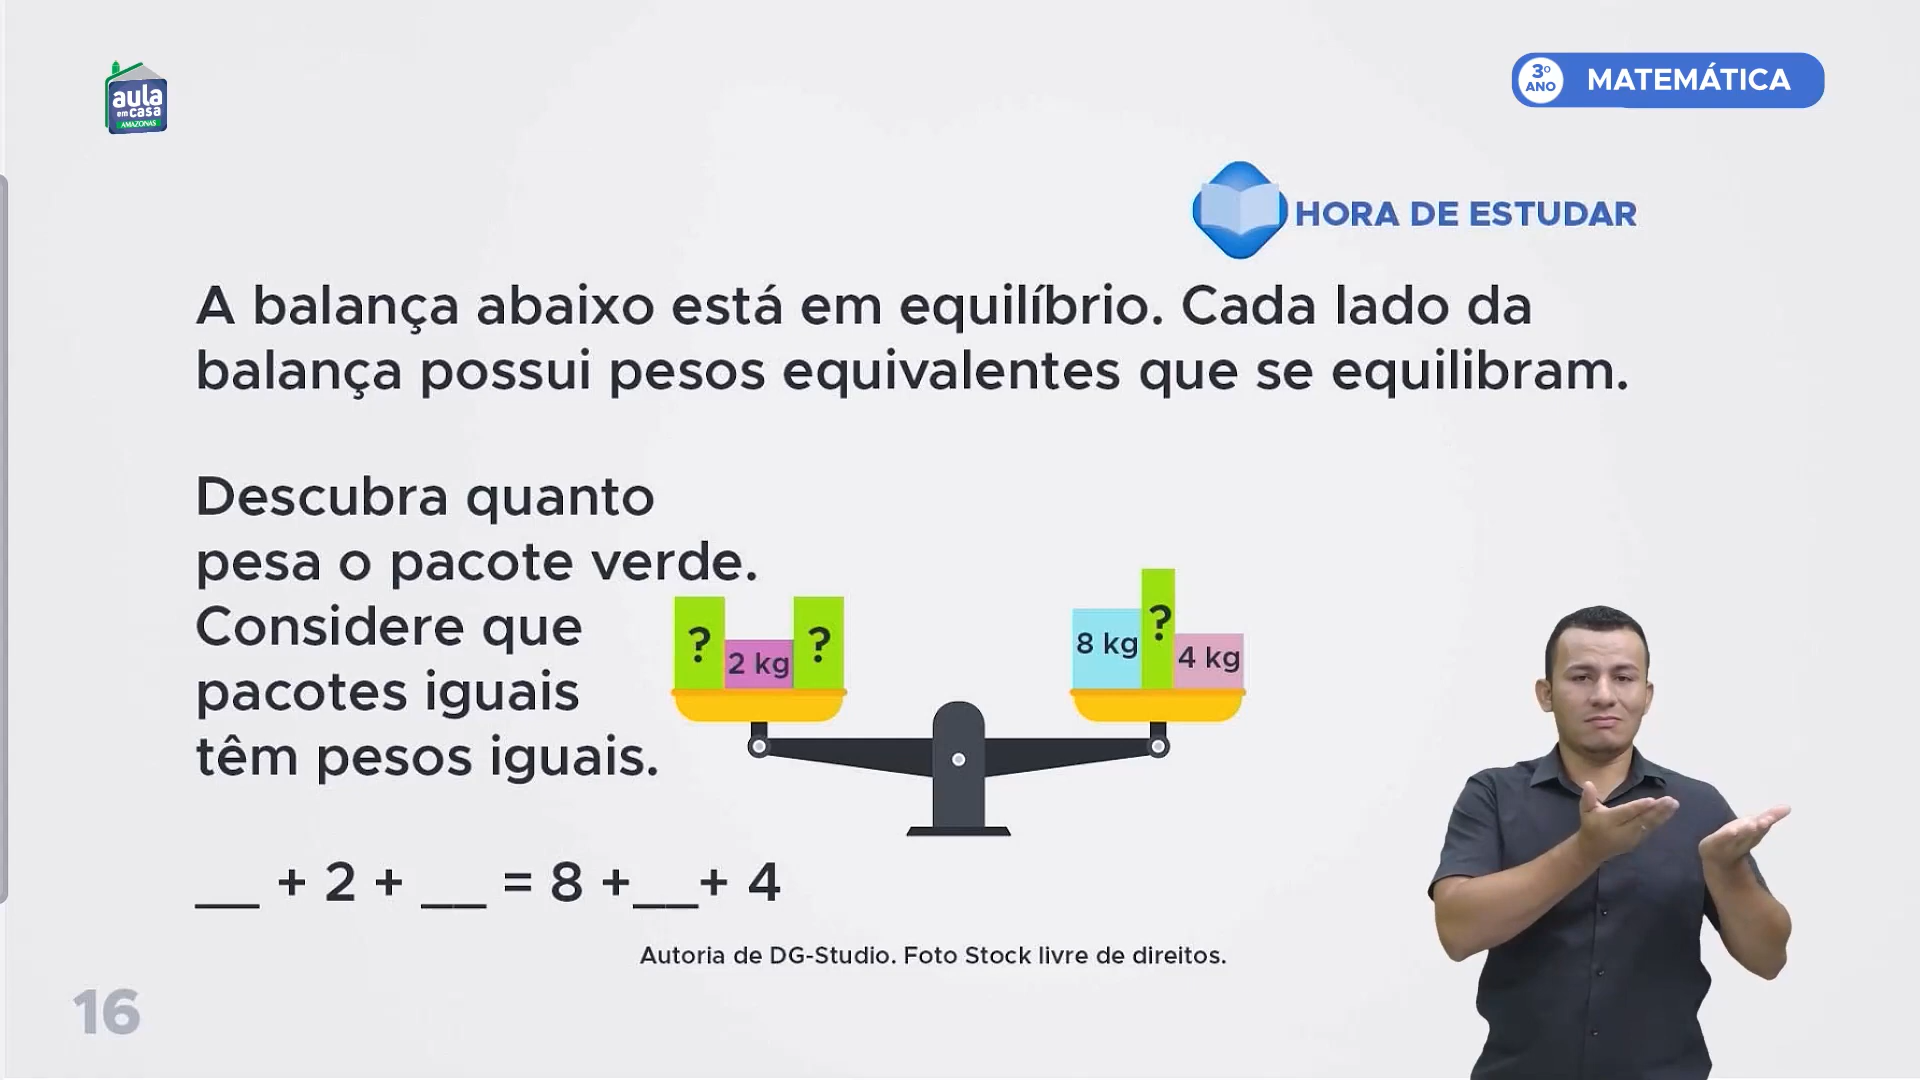 aula
em casa
AMAZONAS
3º
ANO
MATEMÁTICA
HORA DE ESTUDAR
A balança abaixo está em equilíbrio. Cada lado da
balança possui pesos equivalentes que se equilibram.
Descubra quanto
pesa o pacote verde.
Considere que
pacotes iguais
têm pesos iguais.
? 2 kg ?
8 kg ? 4 kg
__ + 2 + __ = 8 +__+ 4
Autoria de DG-Studio. Foto Stock livre de direitos.
16